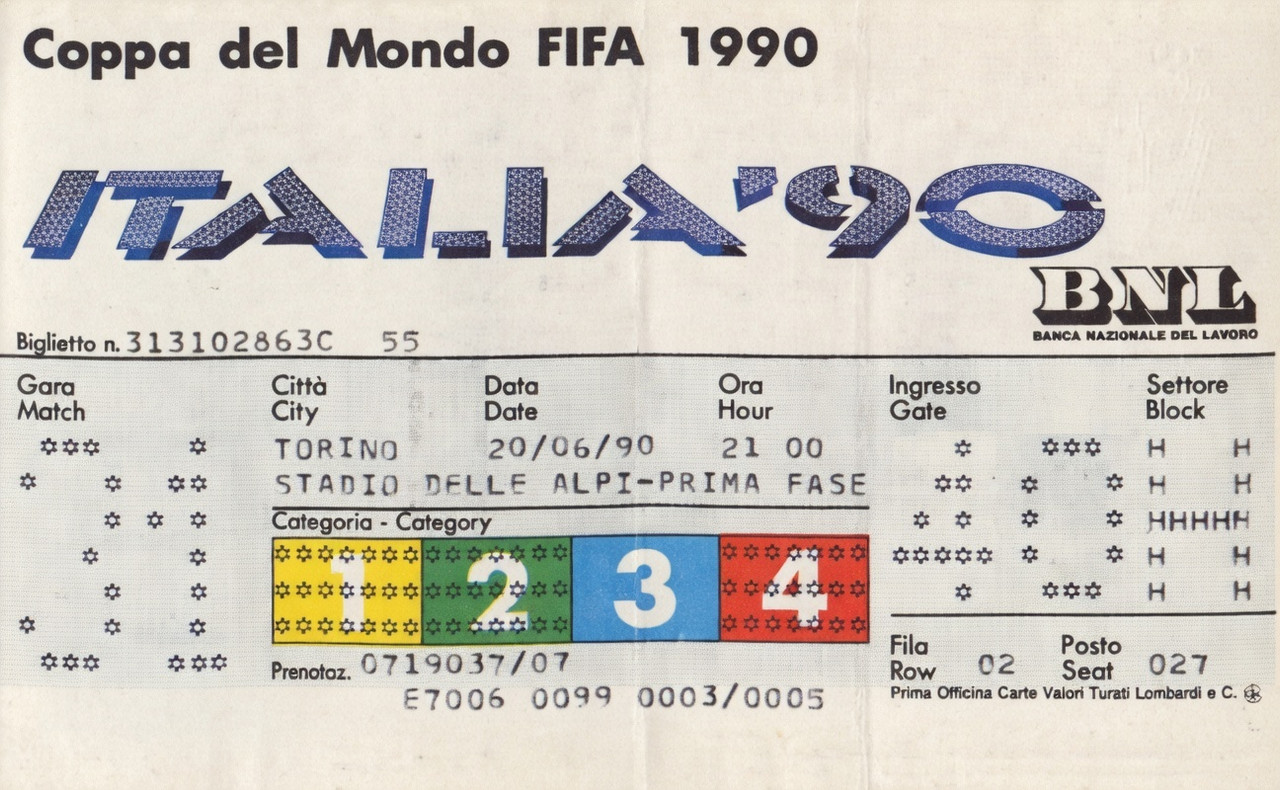 Coppa del Mondo FIFA 1990
ITALIA'90
BNL
BANCA NAZIONALE DEL LAVORO
Biglietto n. 313102863C 55
Gara Città Data Ora Ingresso Settore
Match City Date Hour Gate Block
31 TORINO 20/06/90 21 00 40 H
STADIO DELLE ALPI-PRIMA FASE
Categoria - Category
1 2 3 4
Fila Posto
Row 02 Seat 027
Prenotaz. 0719037/07
E7006 0099 0003/0005
Prima Officina Carte Valori Turati Lombardi e C.